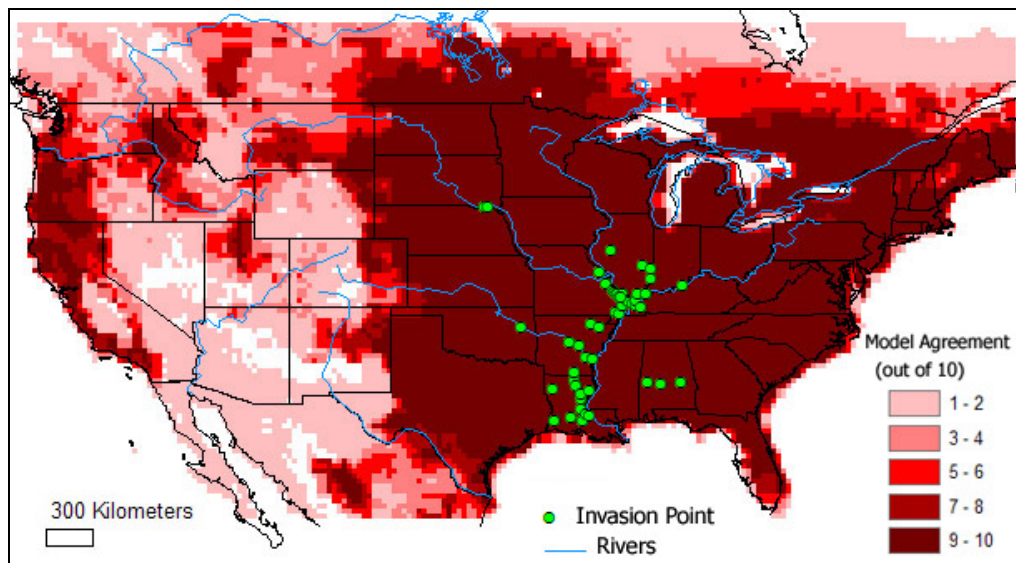 300 Kilometers
Invasion Point
Rivers
Model Agreement
(out of 10)
1 - 2
3 - 4
5 - 6
7 - 8
9 - 10